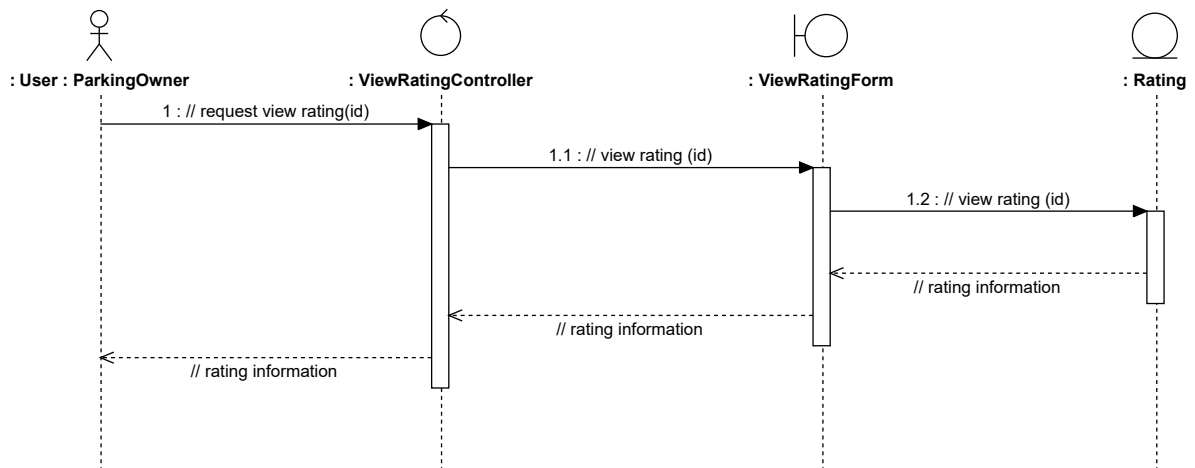 : User : ParkingOwner
: ViewRatingController
: ViewRatingForm
: Rating
1 : // request view rating(id)
1.1 : // view rating (id)
1.2 : // view rating (id)
// rating information
// rating information
// rating information